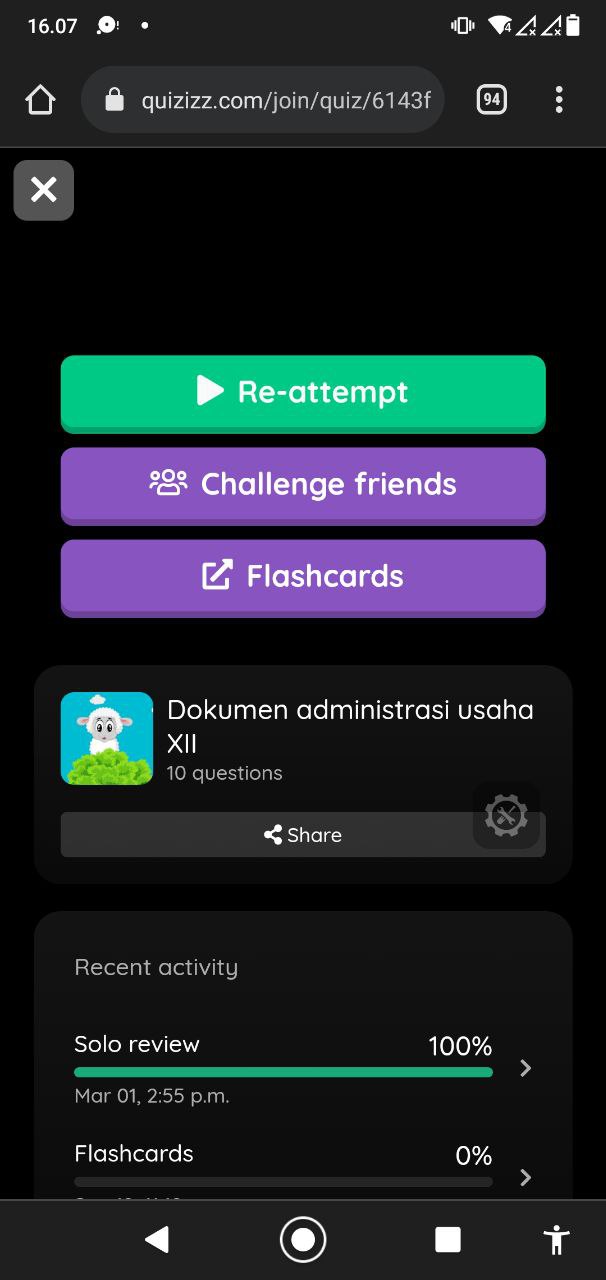 16.07
4
quizizz.com/join/quiz/6143f
94
Re-attempt
Challenge friends
Flashcards
Dokumen administrasi usaha
XII
10 questions
Share
Recent activity
Solo review
100%
Mar 01, 2:55 p.m.
Flashcards
0%